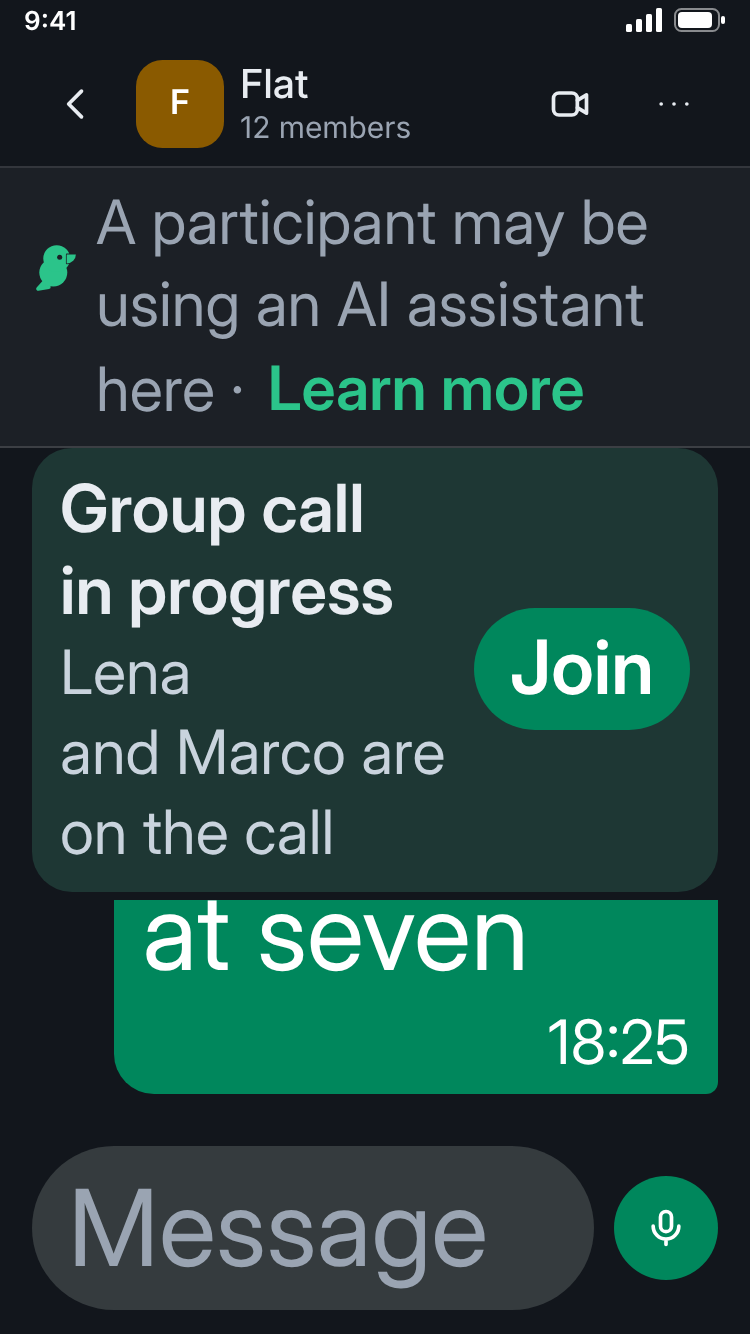 9:41
F
Flat
12 members
A participant may be
using an AI assistant
here · Learn more
Group call
in progress
Lena
and Marco are
on the call
Join
at seven
18:25
Message